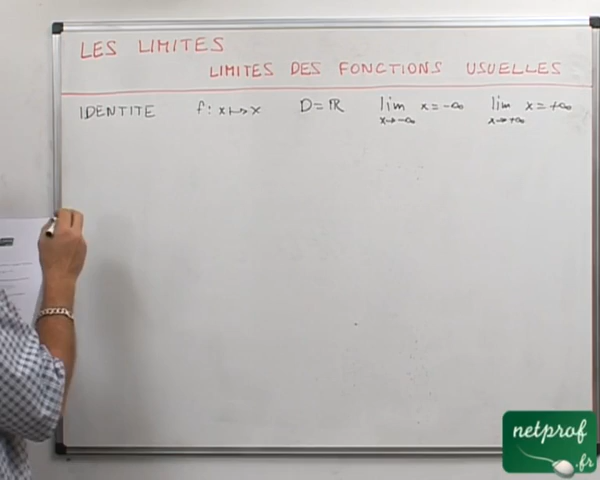 LES LIMITES
LIMITES DES FONCTIONS USUELLES
IDENTITE f: x ↦ x D = ℝ lim x = -∞ lim x = +∞
x→-∞ x→+∞
netprof
.fr